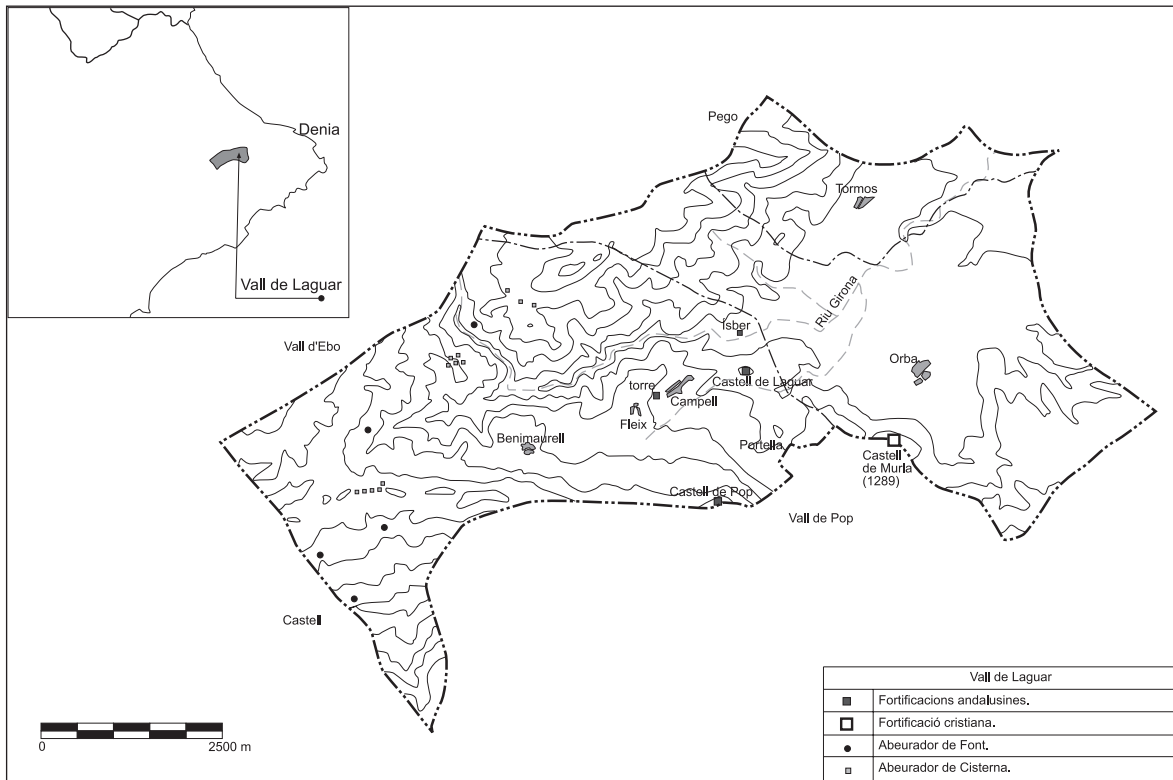 Denia
Vall de Laguar
Pego
Tormos
Riu Girona
Vall d'Ebo
Ísber
Orba
torre
Castell de Laguar
Campell
Fleix
Benimaurell
Portella
Castell
de Murla
(1289)
Castell de Pop
Vall de Pop
Castell
0
2500 m
Vall de Laguar
Fortificacions andalusines.
Fortificació cristiana.
Abeurador de Font.
Abeurador de Cisterna.